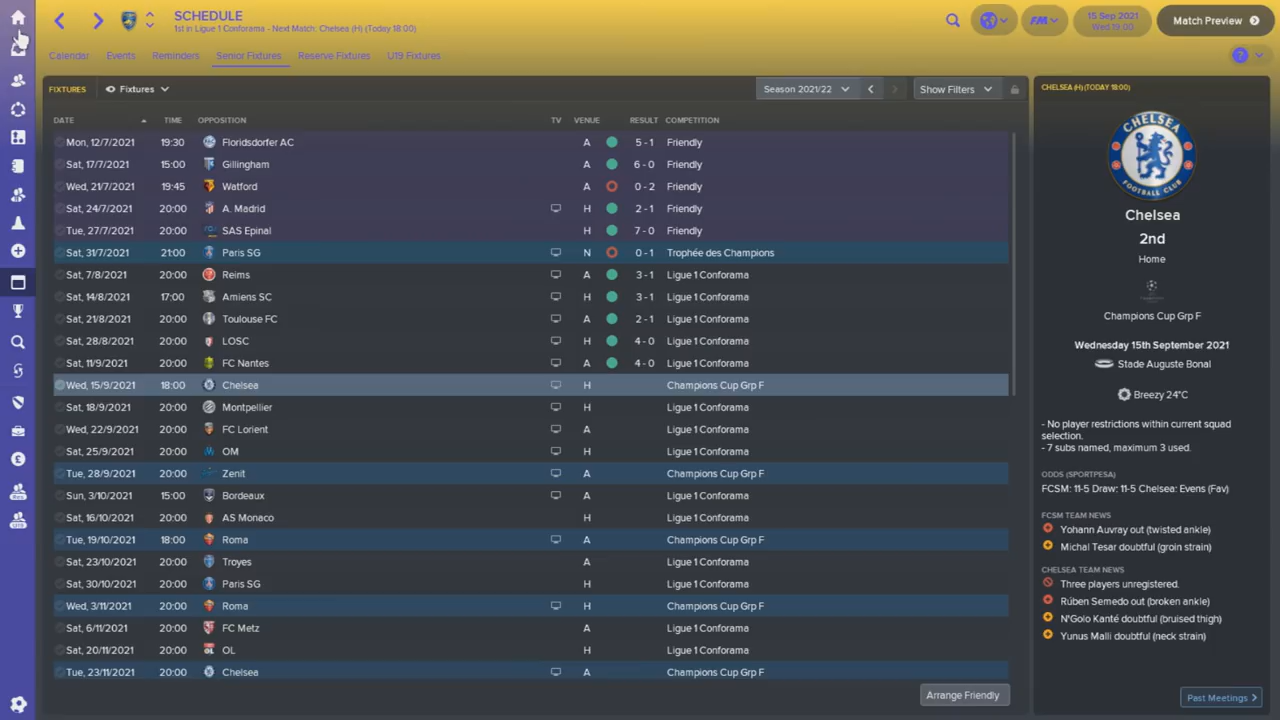 SCHEDULE
1st in Ligue 1 Conforama - Next Match: Chelsea (H) (Today 18:00)
FM
15 Sep 2021
Wed 19:00
Match Preview
Calendar Events Reminders Senior Fixtures Reserve Fixtures U19 Fixtures
?
FIXTURES Fixtures Season 2021/22 Show Filters
DATE TIME OPPOSITION TV VENUE RESULT COMPETITION
Mon, 12/7/2021 19:30 Floridsdorfer AC A 5 - 1 Friendly
Sat, 17/7/2021 15:00 Gillingham A 6 - 0 Friendly
Wed, 21/7/2021 19:45 Watford A 0 - 2 Friendly
Sat, 24/7/2021 20:00 A. Madrid H 2 - 1 Friendly
Tue, 27/7/2021 20:00 SAS Epinal H 7 - 0 Friendly
Sat, 31/7/2021 21:00 Paris SG N 0 - 1 Trophée des Champions
Sat, 7/8/2021 20:00 Reims A 3 - 1 Ligue 1 Conforama
Sat, 14/8/2021 17:00 Amiens SC H 3 - 1 Ligue 1 Conforama
Sat, 21/8/2021 20:00 Toulouse FC A 2 - 1 Ligue 1 Conforama
Sat, 28/8/2021 20:00 LOSC H 4 - 0 Ligue 1 Conforama
Sat, 11/9/2021 20:00 FC Nantes A 4 - 0 Ligue 1 Conforama
Wed, 15/9/2021 18:00 Chelsea H Champions Cup Grp F
Sat, 18/9/2021 20:00 Montpellier H Ligue 1 Conforama
Wed, 22/9/2021 20:00 FC Lorient A Ligue 1 Conforama
Sat, 25/9/2021 20:00 OM H Ligue 1 Conforama
Tue, 28/9/2021 20:00 Zenit A Champions Cup Grp F
Sun, 3/10/2021 15:00 Bordeaux A Ligue 1 Conforama
Sat, 16/10/2021 20:00 AS Monaco H Ligue 1 Conforama
Tue, 19/10/2021 18:00 Roma A Champions Cup Grp F
Sat, 23/10/2021 20:00 Troyes A Ligue 1 Conforama
Sat, 30/10/2021 20:00 Paris SG H Ligue 1 Conforama
Wed, 3/11/2021 20:00 Roma H Champions Cup Grp F
Sat, 6/11/2021 20:00 FC Metz A Ligue 1 Conforama
Sat, 20/11/2021 20:00 OL H Ligue 1 Conforama
Tue, 23/11/2021 20:00 Chelsea A Champions Cup Grp F
Arrange Friendly
CHELSEA (H) (TODAY 18:00)
CHELSEA
FOOTBALL CLUB
Chelsea
2nd
Home
Champions Cup Grp F
Wednesday 15th September 2021
Stade Auguste Bonal
Breezy 24°C
- No player restrictions within current squad
selection.
- 7 subs named, maximum 3 used.
ODDS (SPORTPESA)
FCSM: 11-5 Draw: 11-5 Chelsea: Evens (Fav)
FCSM TEAM NEWS
Yohann Auvray out (twisted ankle)
Michal Tesar doubtful (groin strain)
CHELSEA TEAM NEWS
Three players unregistered.
Rúben Semedo out (broken ankle)
N'Golo Kanté doubtful (bruised thigh)
Yunus Malli doubtful (neck strain)
Past Meetings
Res
U19